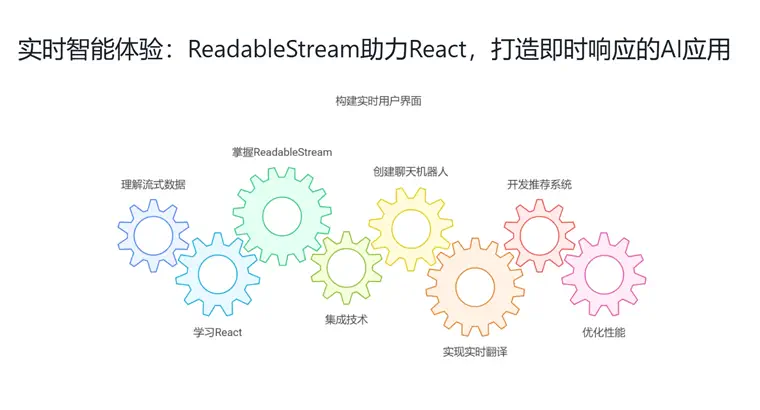 实时智能体验：ReadableStream助力React，打造即时响应的AI应用
构建实时用户界面
理解流式数据
学习React
掌握ReadableStream
集成技术
创建聊天机器人
实现实时翻译
开发推荐系统
优化性能